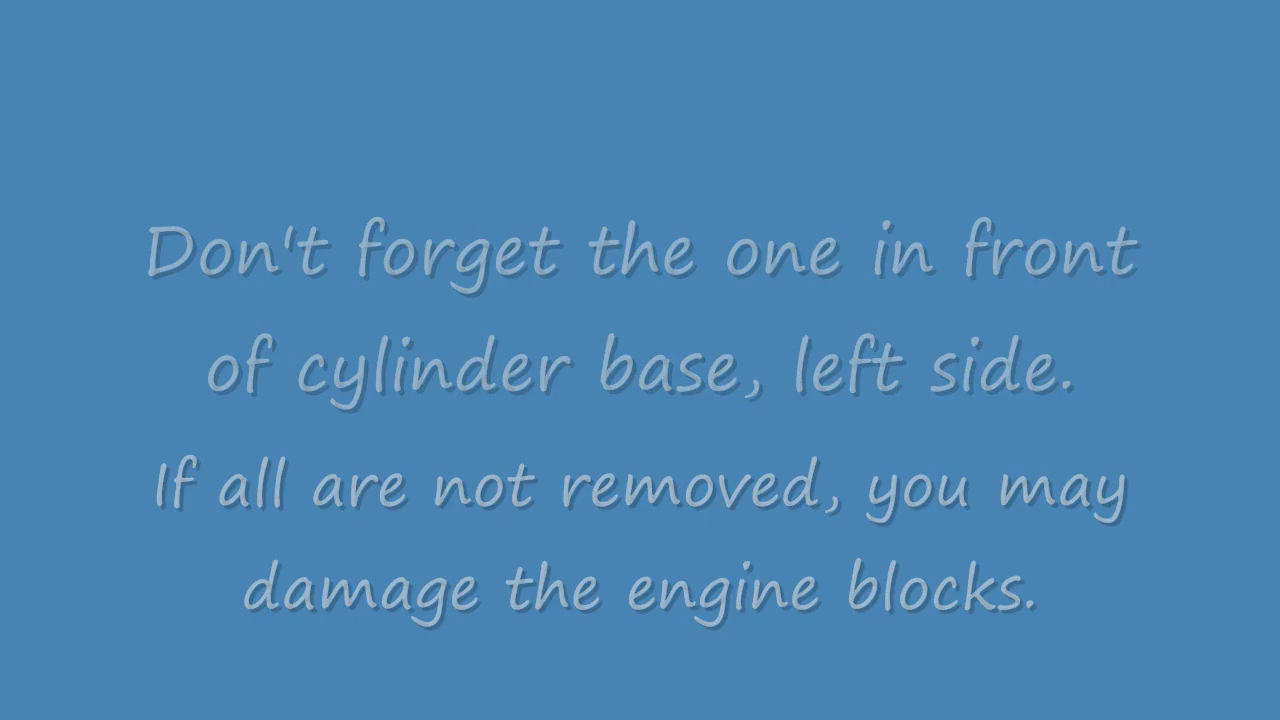 Don't forget the one in front
of cylinder base, left side.
If all are not removed, you may
damage the engine blocks.